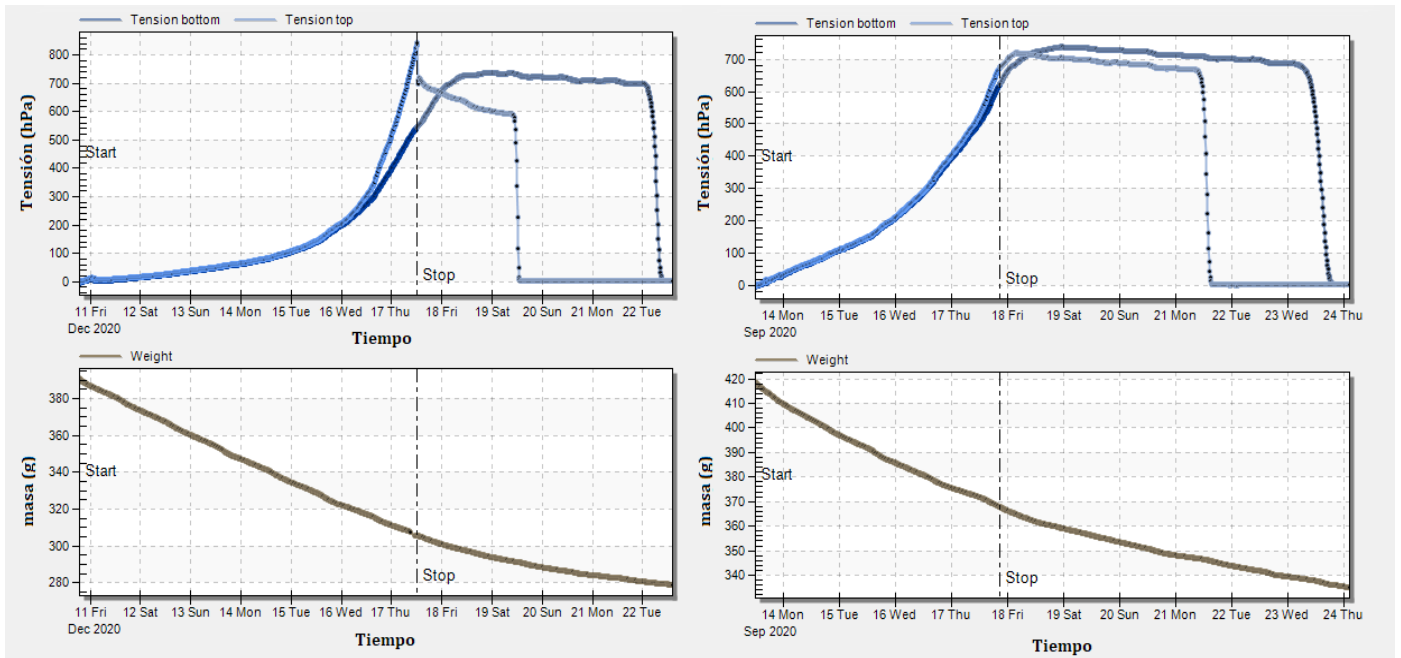 Tension bottom Tension top
Tensión (hPa)
800
700
600
500
400
300
200
100
0
Start
Stop
11 Fri 12 Sat 13 Sun 14 Mon 15 Tue 16 Wed 17 Thu 18 Fri 19 Sat 20 Sun 21 Mon 22 Tue
Dec 2020
Tiempo
Weight
masa (g)
380
360
340
320
300
280
Start
Stop
11 Fri 12 Sat 13 Sun 14 Mon 15 Tue 16 Wed 17 Thu 18 Fri 19 Sat 20 Sun 21 Mon 22 Tue
Dec 2020
Tiempo
Tension bottom Tension top
Tensión (hPa)
700
600
500
400
300
200
100
0
Start
Stop
14 Mon 15 Tue 16 Wed 17 Thu 18 Fri 19 Sat 20 Sun 21 Mon 22 Tue 23 Wed 24 Thu
Sep 2020
Weight
masa (g)
420
410
400
390
380
370
360
350
340
Start
Stop
14 Mon 15 Tue 16 Wed 17 Thu 18 Fri 19 Sat 20 Sun 21 Mon 22 Tue 23 Wed 24 Thu
Sep 2020
Tiempo